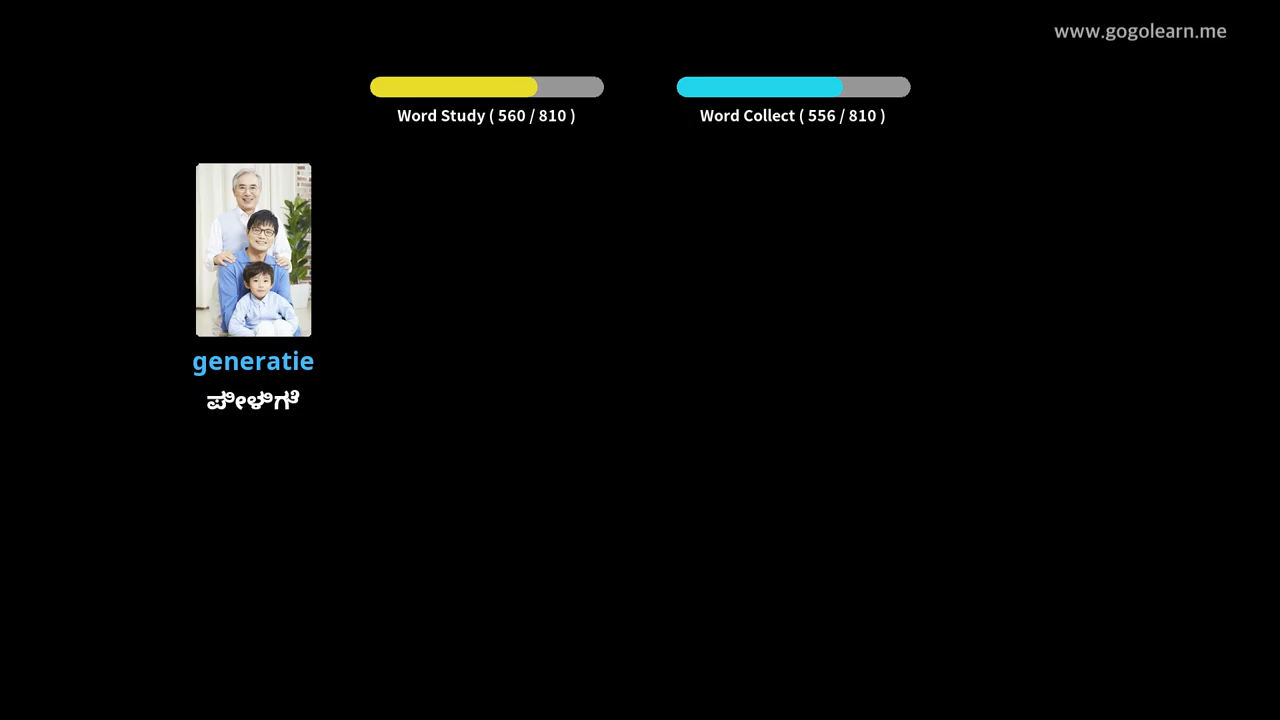 www.gogolearn.me
Word Study ( 560 / 810 )
Word Collect ( 556 / 810 )
generatie
ಪೀಳಿಗೆ